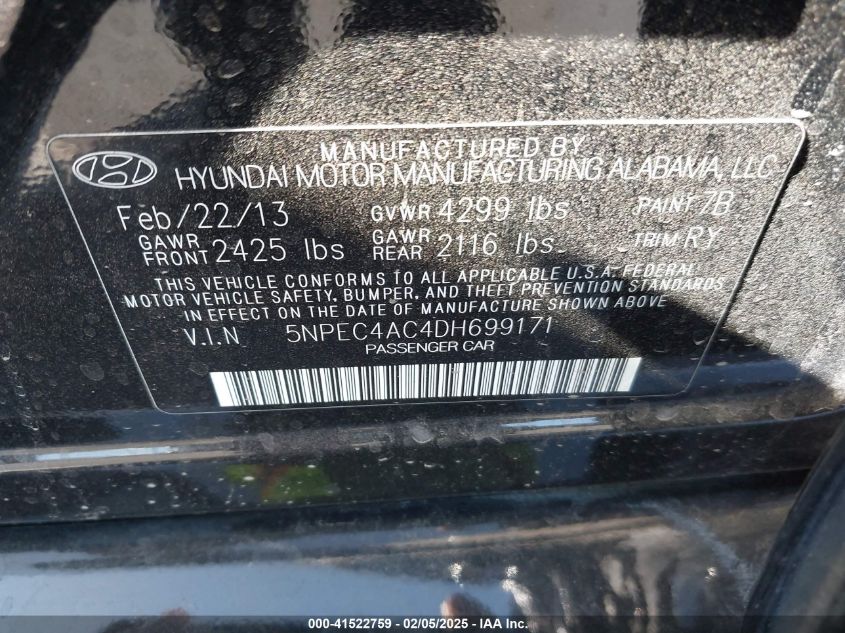 MANUFACTURED BY
HYUNDAI MOTOR MANUFACTURING ALABAMA, LLC
Feb/22/13 GVWR 4299 lbs PAINT 7B
GAWR FRONT 2425 lbs GAWR REAR 2116 lbs TRIM RY
THIS VEHICLE CONFORMS TO ALL APPLICABLE U.S.A. FEDERAL
MOTOR VEHICLE SAFETY, BUMPER, AND THEFT PREVENTION STANDARDS
IN EFFECT ON THE DATE OF MANUFACTURE SHOWN ABOVE
V.I.N 5NPEC4AC4DH699171
PASSENGER CAR
000-41522759 - 02/05/2025 - IAA Inc.